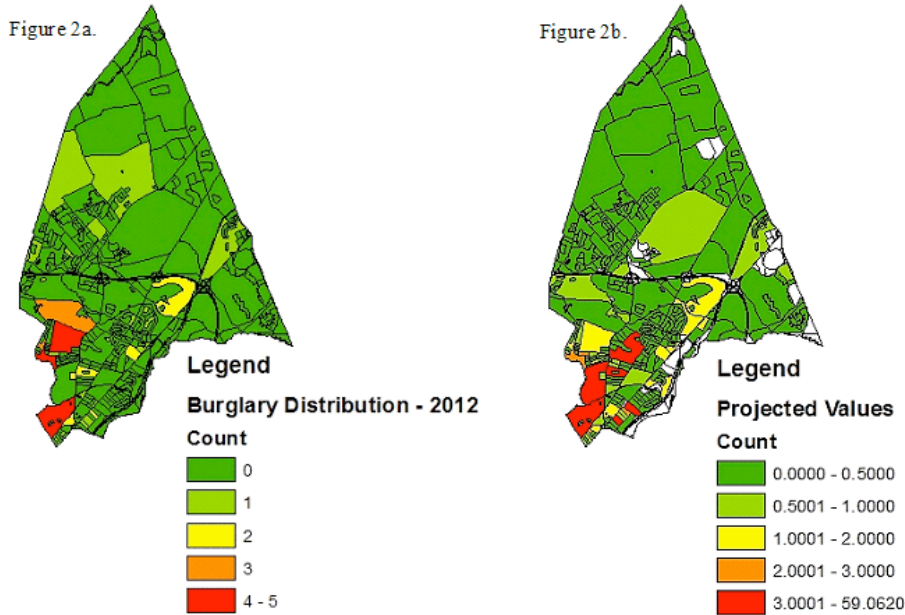 Figure 2a.
Legend
Burglary Distribution - 2012
Count
0
1
2
3
4 - 5
Figure 2b.
Legend
Projected Values
Count
0.0000 - 0.5000
0.5001 - 1.0000
1.0001 - 2.0000
2.0001 - 3.0000
3.0001 - 59.0620